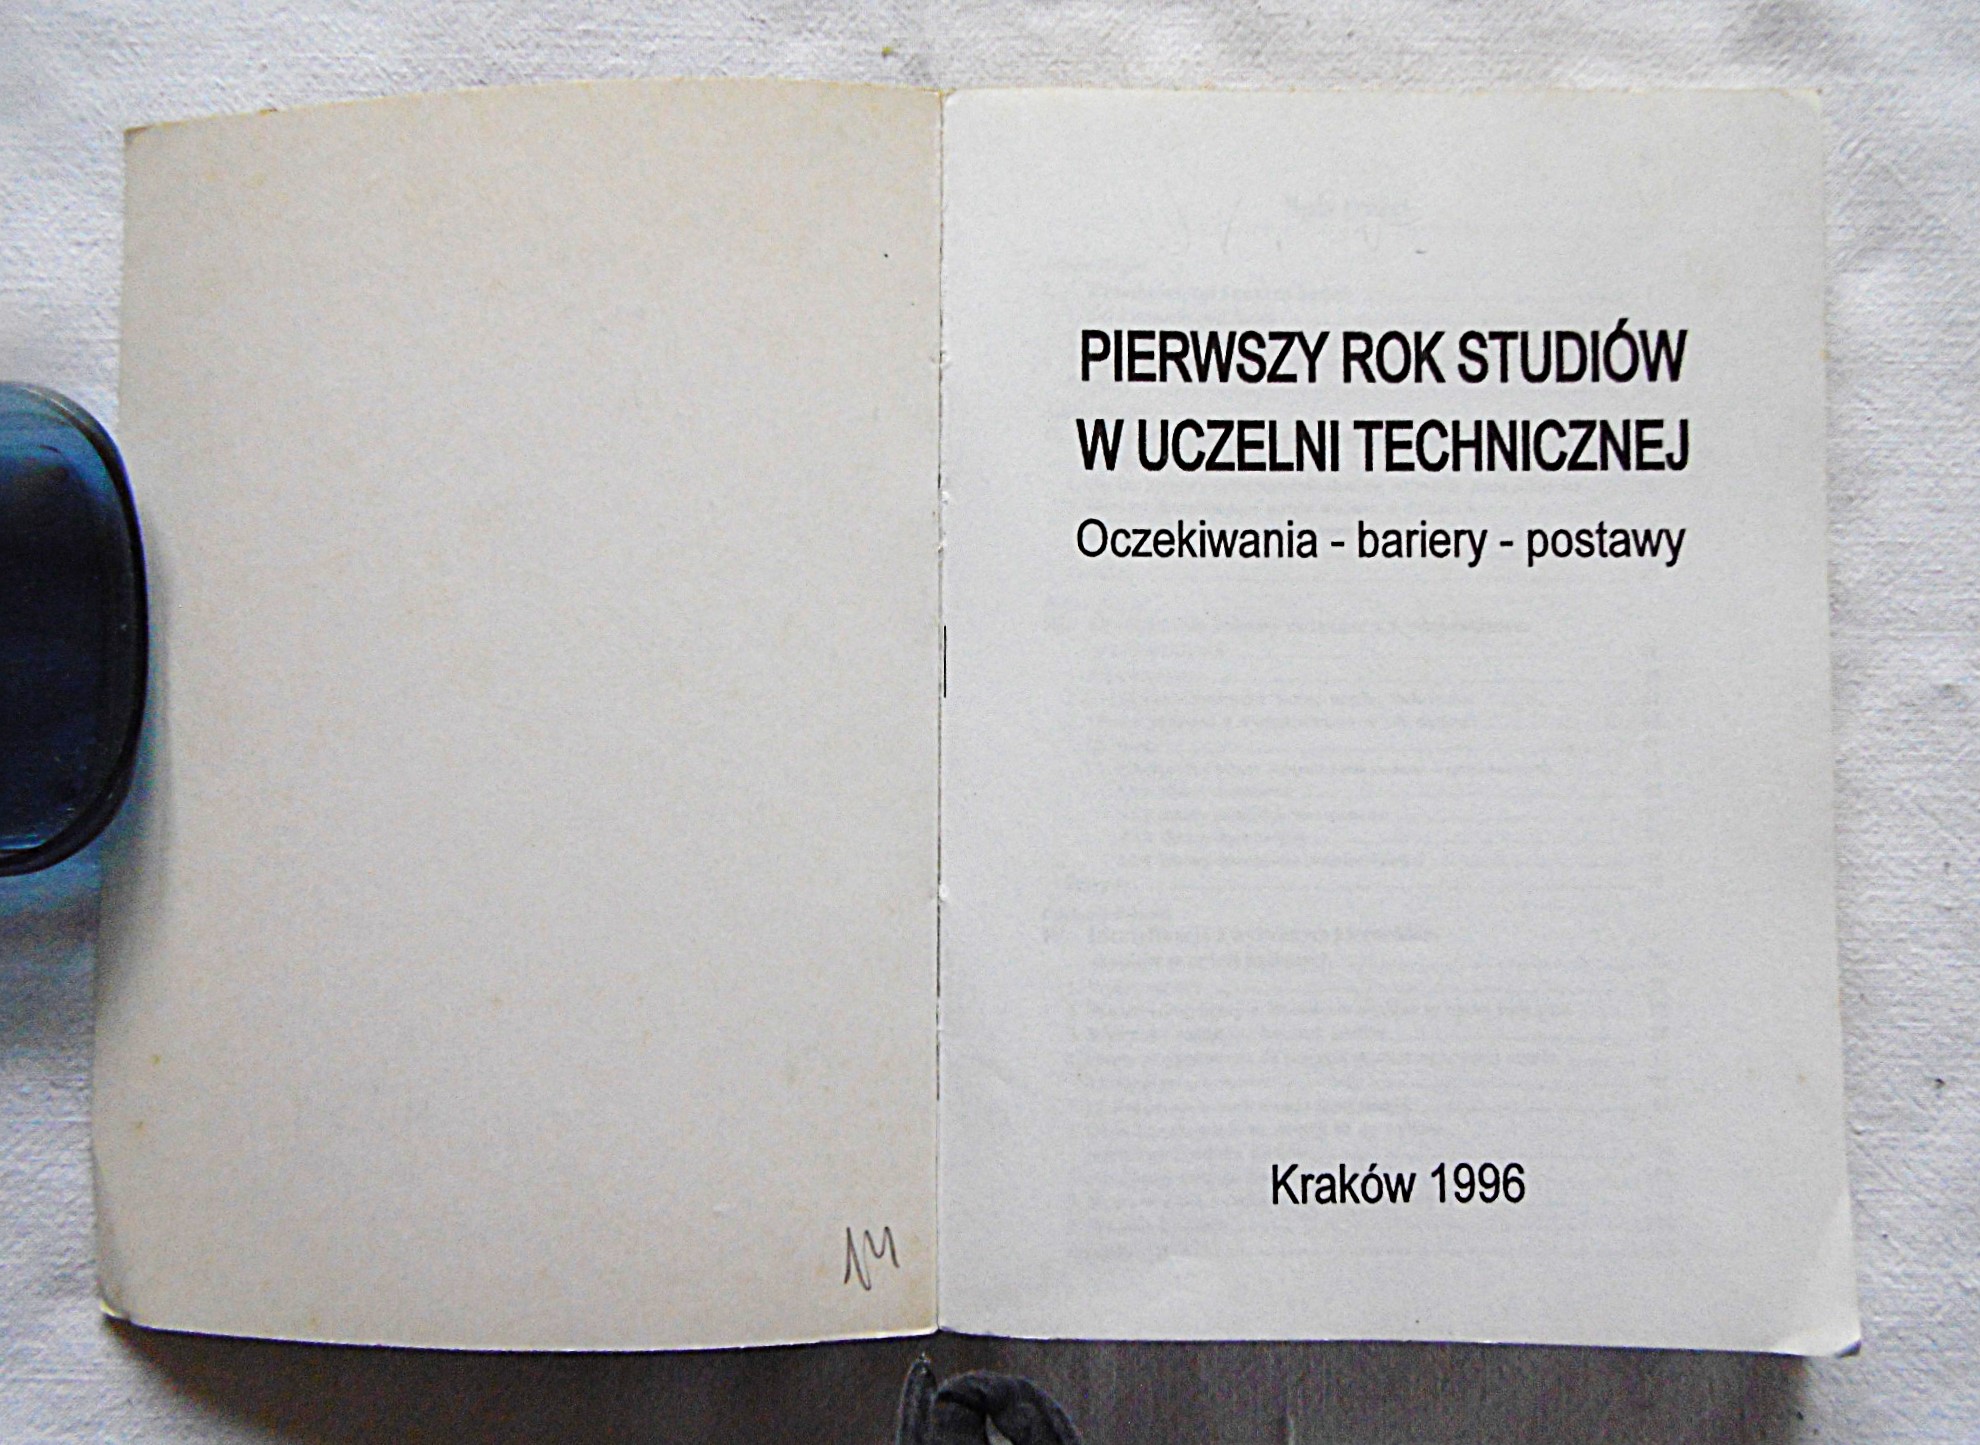 PIERWSZY ROK STUDIÓW
W UCZELNI TECHNICZNEJ
Oczekiwania - bariery - postawy
Kraków 1996